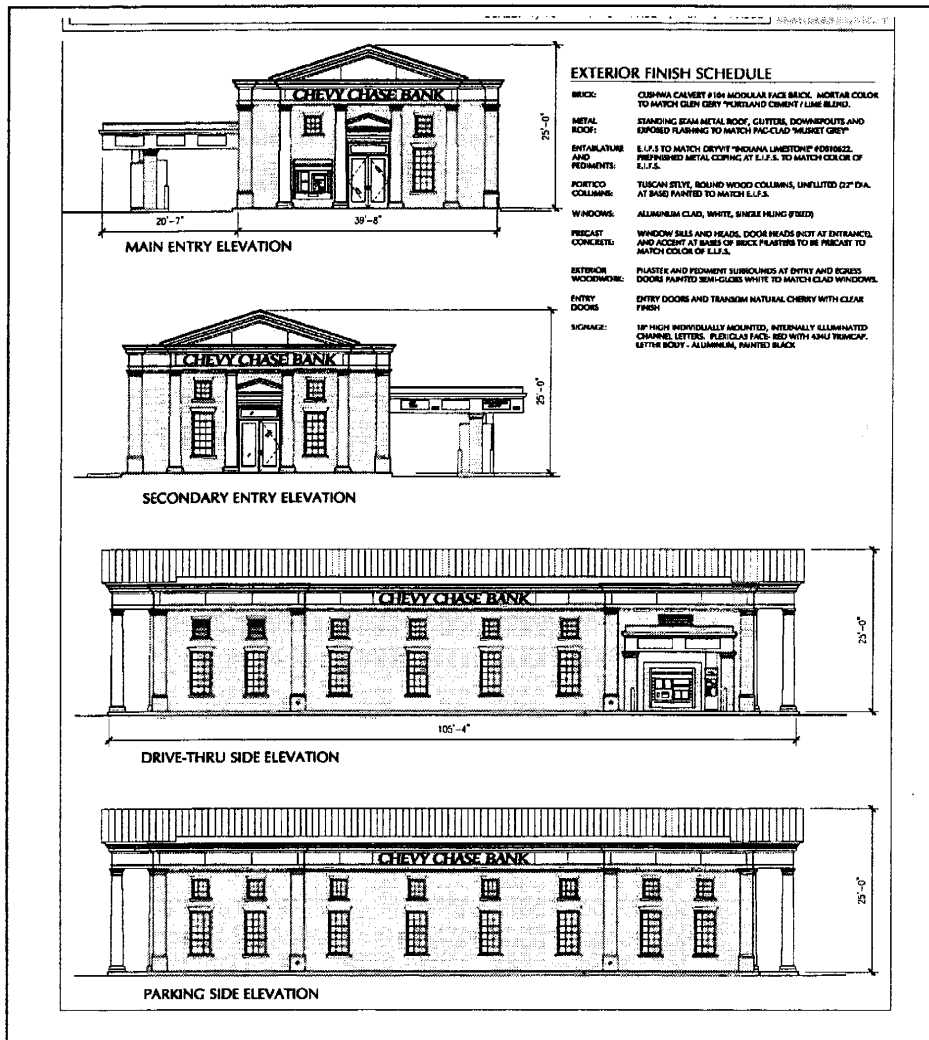 CHEVY CHASE BANK
25'-0"
20'-7"
39'-8"
MAIN ENTRY ELEVATION
EXTERIOR FINISH SCHEDULE
BRICK: CUSHWA CALVERT #104 MODULAR FACE BRICK. MORTAR COLOR
TO MATCH GLEN GERY "PORTLAND CEMENT / LIME BLEND.
METAL ROOF: STANDING SEAM METAL ROOF, GUTTERS, DOWNSPOUTS AND
EXPOSED FLASHING TO MATCH PAC-CLAD "MUSKET GREY"
ENTABLATURE AND PEDIMENTS: E.I.F.S TO MATCH DRYVIT "INDIANA LIMESTONE"
PREFINISHED METAL COPING AT E.I.F.S. TO MATCH COLOR OF
E.I.F.S.
PORTICO COLUMNS: TUSCAN STLYE, ROUND WOOD COLUMNS, UNFLUTED (22" DIA.
AT BASE) PAINTED TO MATCH E.I.F.S.
WINDOWS: ALUMINUM CLAD, WHITE, SINGLE HUNG (FIXED)
PRECAST CONCRETE: WINDOW SILLS AND HEADS, DOOR HEADS (NOT AT ENTRANCE),
AND ACCENT AT BASES OF BRICK PILASTERS TO BE PRECAST TO
MATCH COLOR OF E.I.F.S.
EXTERIOR WOODWORK: PILASTER AND PEDIMENT SURROUNDS AT ENTRY AND EGRESS
DOORS PAINTED SEMI-GLOSS WHITE TO MATCH CLAD WINDOWS.
ENTRY DOORS ENTRY DOORS AND TRANSOM NATURAL CHERRY WITH CLEAR
FINISH
SIGNAGE: 18" HIGH INDIVIDUALLY MOUNTED, INTERNALLY ILLUMINATED
CHANNEL LETTERS. PLEXIGLAS FACE- RED WITH TRIMCAP.
LETTER BODY - ALUMINUM, PAINTED BLACK
CHEVY CHASE BANK
25'-0"
SECONDARY ENTRY ELEVATION
CHEVY CHASE BANK
25'-0"
105'-4"
DRIVE-THRU SIDE ELEVATION
CHEVY CHASE BANK
25'-0"
PARKING SIDE ELEVATION